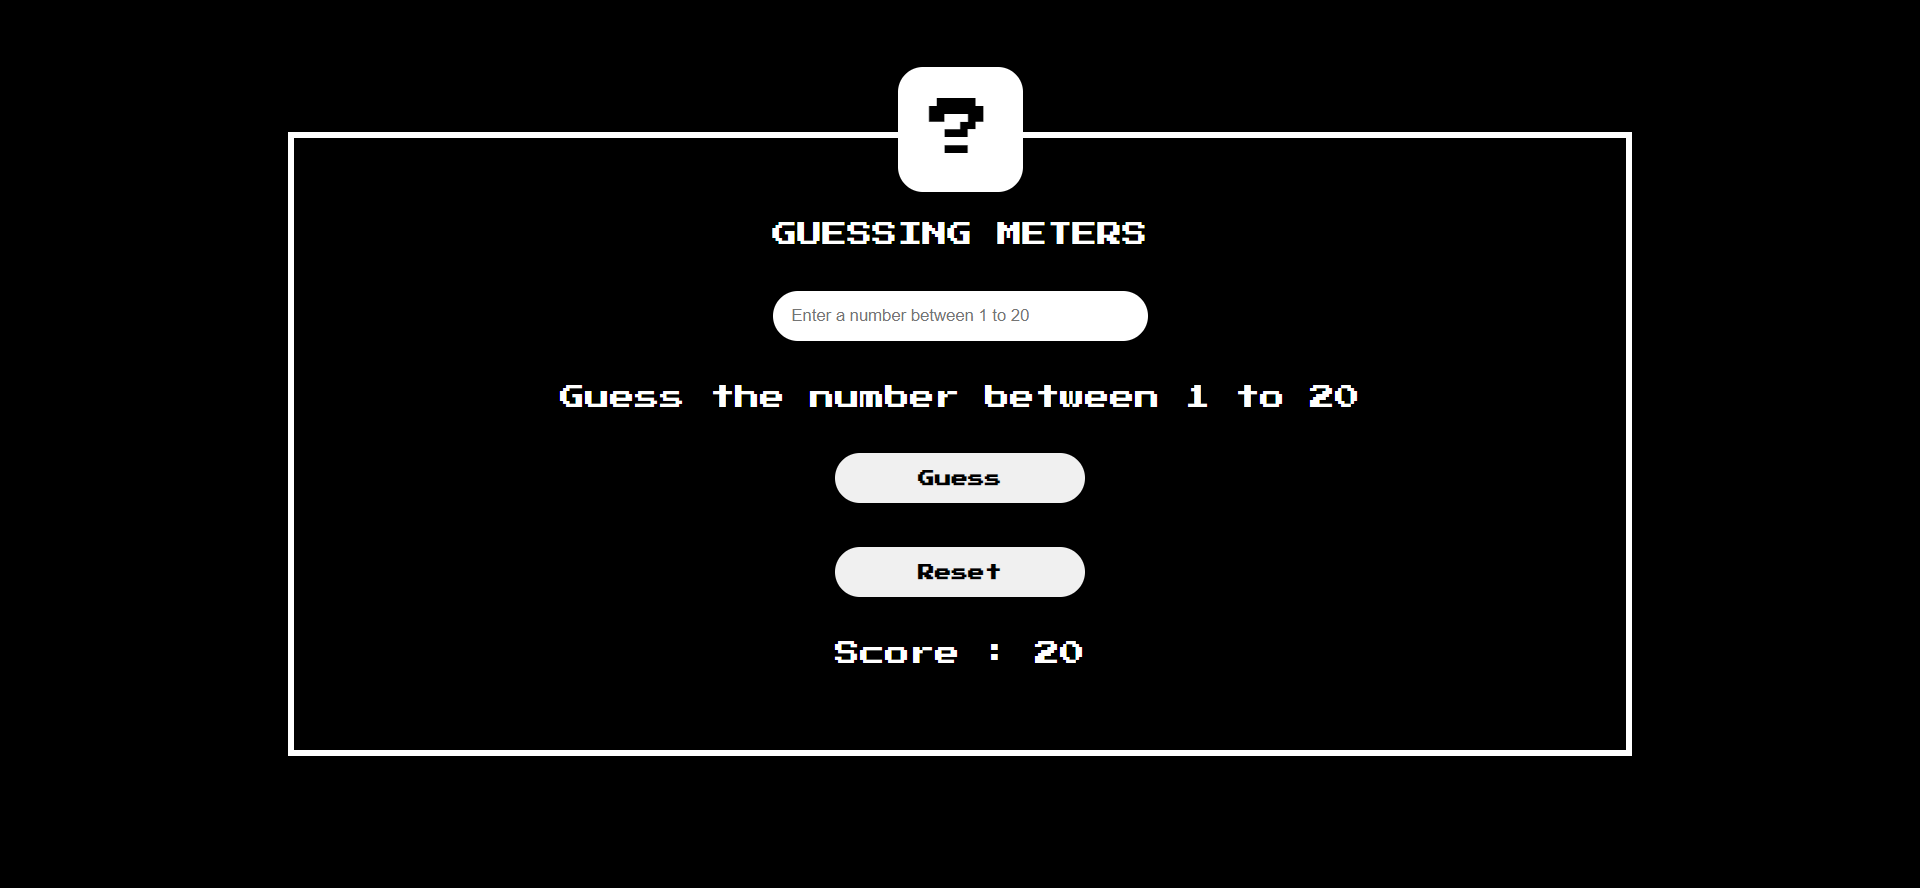 ?
GUESSING METERS
Enter a number between 1 to 20
Guess the number between 1 to 20
Guess
Reset
Score : 20